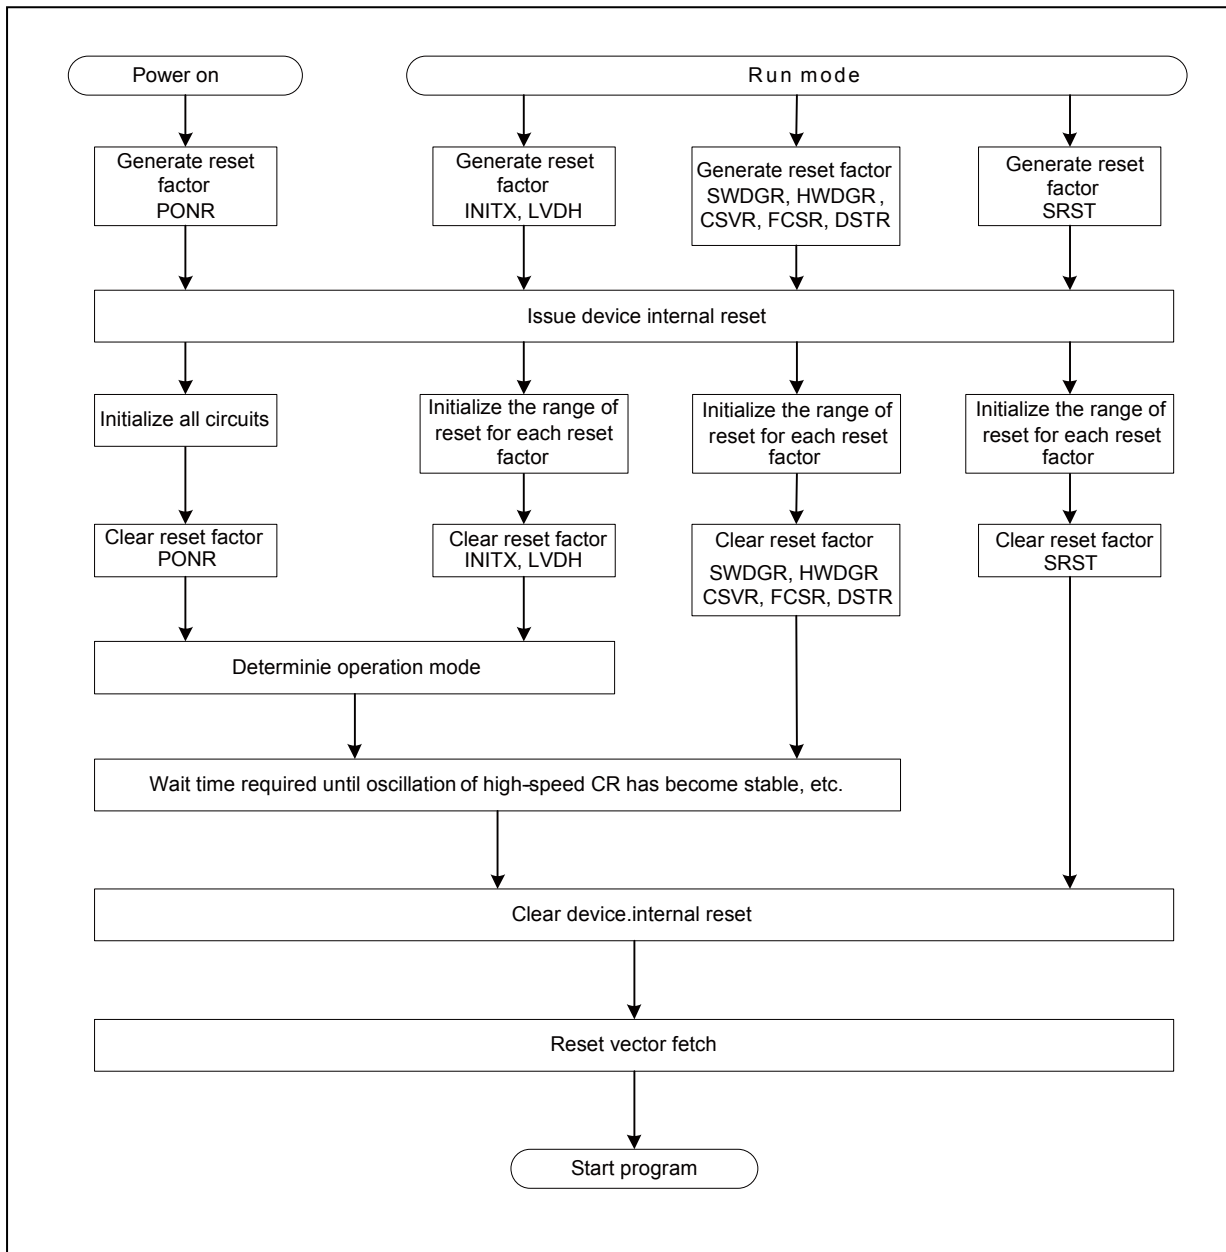 Power on
Run mode
Generate reset
factor
PONR
Generate reset
factor
INITX, LVDH
Generate reset factor
SWDGR, HWDGR ,
CSVR, FCSR, DSTR
Generate reset
factor
SRST
Issue device internal reset
Initialize all circuits
Initialize the range of
reset for each reset
factor
Initialize the range of
reset for each reset
factor
Initialize the range of
reset for each reset
factor
Clear reset factor
PONR
Clear reset factor
INITX, LVDH
Clear reset factor
SWDGR, HWDGR
CSVR, FCSR, DSTR
Clear reset factor
SRST
Determinie operation mode
Wait time required until oscillation of high-speed CR has become stable, etc.
Clear device.internal reset
Reset vector fetch
Start program